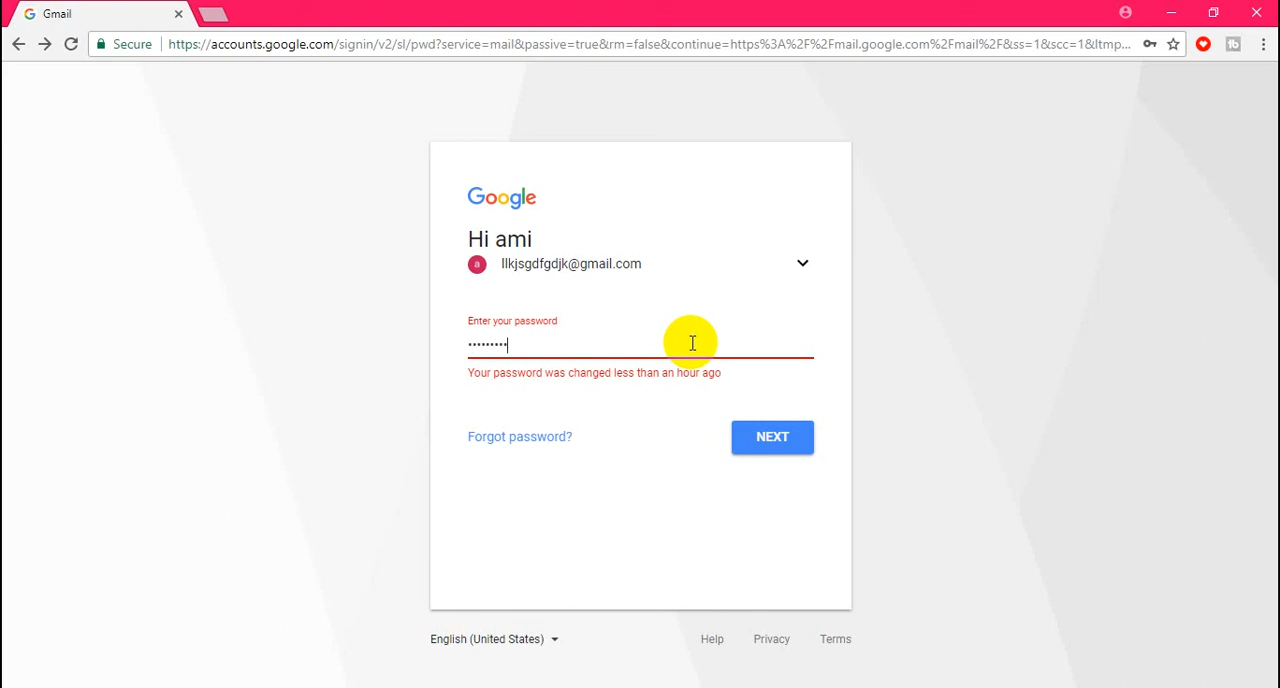 Gmail
Secure https://accounts.google.com/signin/v2/sl/pwd?service=mail&passive=true&rm=false&continue=https%3A%2F%2Fmail.google.com%2Fmail%2F&ss=1&scc=1&ltmp...
Google
Hi ami
a llkjsgdfgdjk@gmail.com
Enter your password
•••••••••
Your password was changed less than an hour ago
Forgot password? NEXT
English (United States) Help Privacy Terms